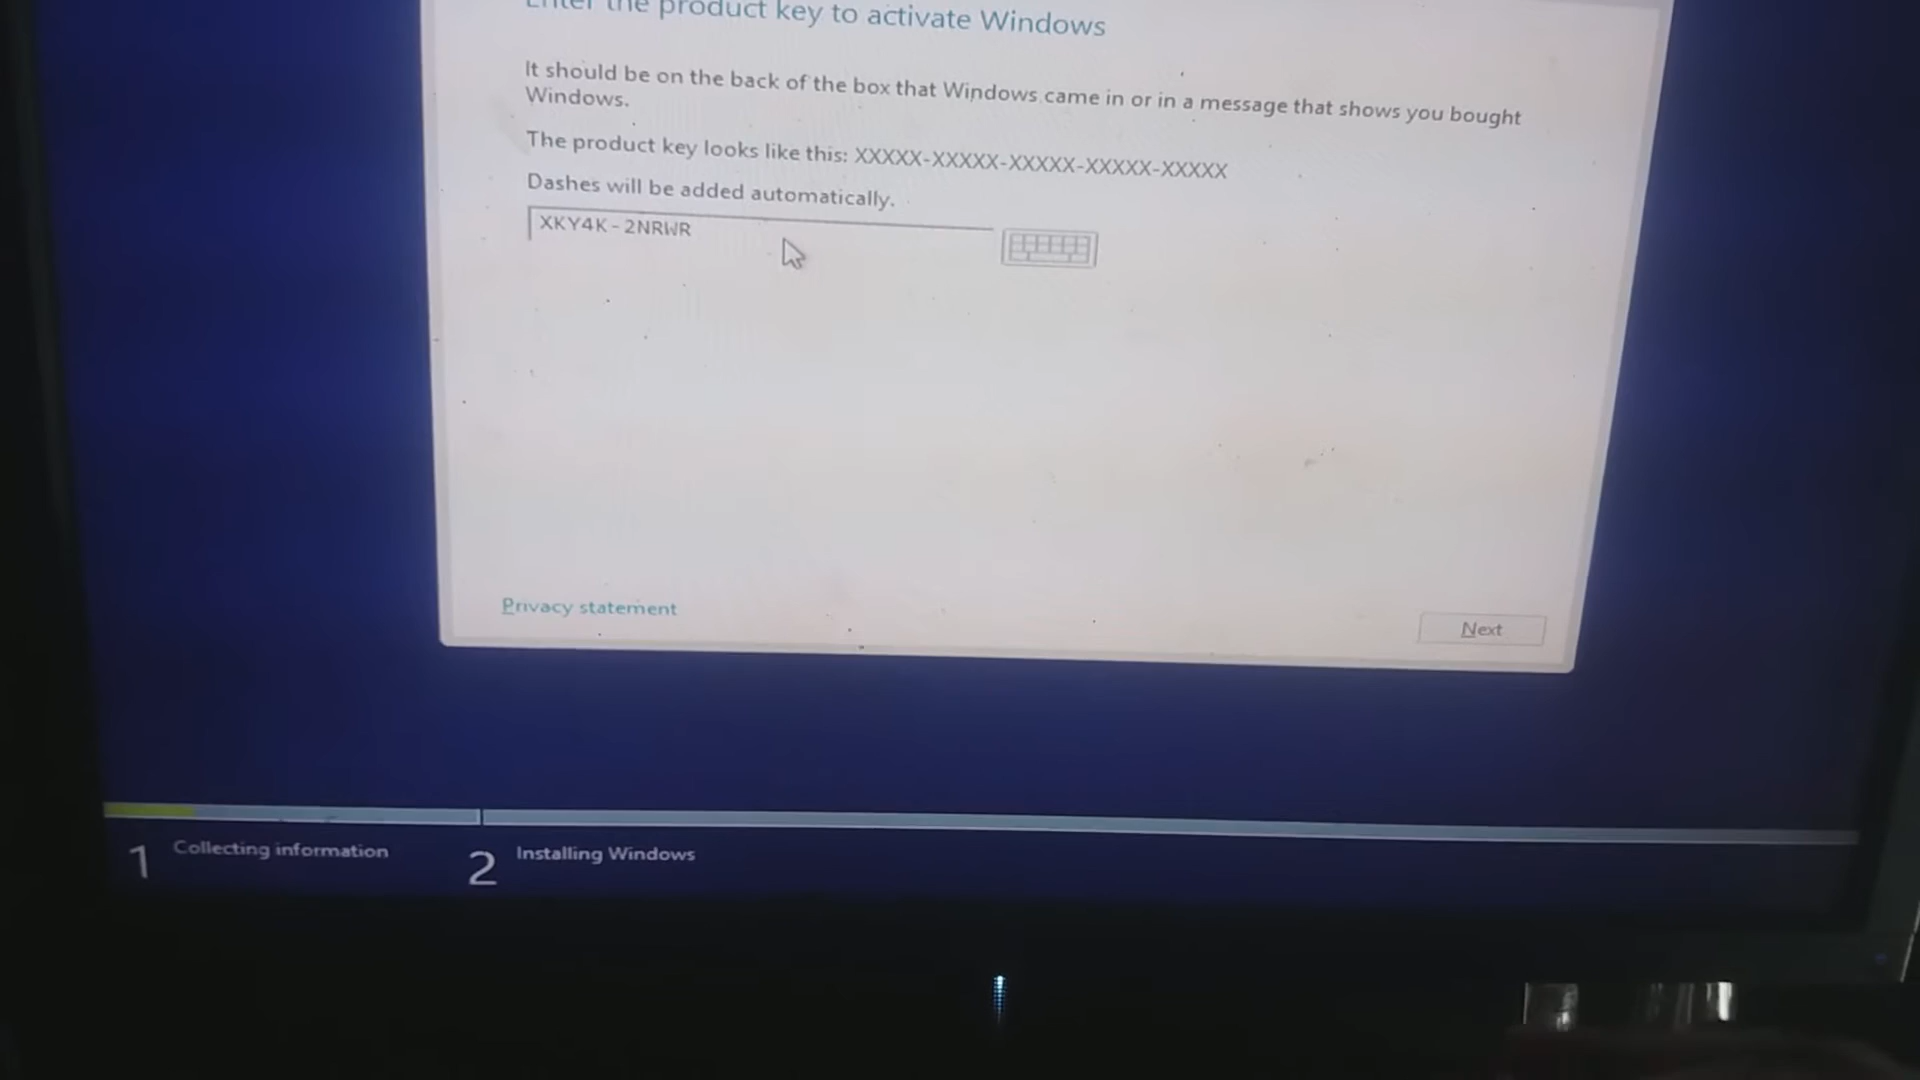 Enter the product key to activate Windows
It should be on the back of the box that Windows came in or in a message that shows you bought
Windows.
The product key looks like this: XXXXX-XXXXX-XXXXX-XXXXX-XXXXX
Dashes will be added automatically.
XKY4K-2NRWR
Privacy statement
Next
1 Collecting information
2 Installing Windows